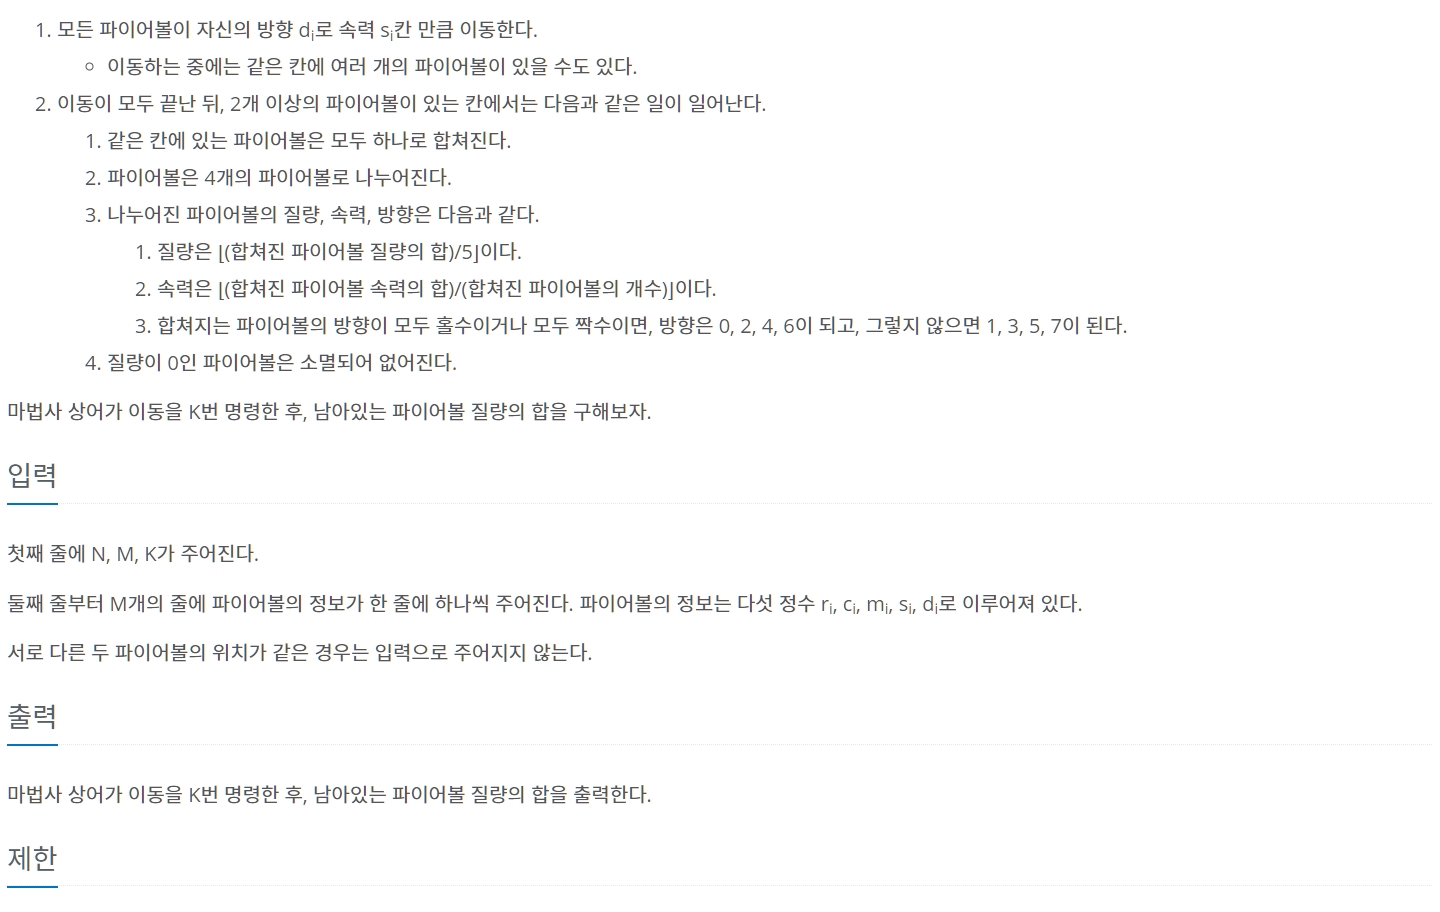 1. 모든 파이어볼이 자신의 방향 di로 속력 si칸 만큼 이동한다.
◦ 이동하는 중에는 같은 칸에 여러 개의 파이어볼이 있을 수도 있다.
2. 이동이 모두 끝난 뒤, 2개 이상의 파이어볼이 있는 칸에서는 다음과 같은 일이 일어난다.
1. 같은 칸에 있는 파이어볼은 모두 하나로 합쳐진다.
2. 파이어볼은 4개의 파이어볼로 나누어진다.
3. 나누어진 파이어볼의 질량, 속력, 방향은 다음과 같다.
1. 질량은 ⌊(합쳐진 파이어볼 질량의 합)/5⌋이다.
2. 속력은 ⌊(합쳐진 파이어볼 속력의 합)/(합쳐진 파이어볼의 개수)⌋이다.
3. 합쳐지는 파이어볼의 방향이 모두 홀수이거나 모두 짝수이면, 방향은 0, 2, 4, 6이 되고, 그렇지 않으면 1, 3, 5, 7이 된다.
4. 질량이 0인 파이어볼은 소멸되어 없어진다.
마법사 상어가 이동을 K번 명령한 후, 남아있는 파이어볼 질량의 합을 구해보자.
입력
첫째 줄에 N, M, K가 주어진다.
둘째 줄부터 M개의 줄에 파이어볼의 정보가 한 줄에 하나씩 주어진다. 파이어볼의 정보는 다섯 정수 ri, ci, mi, si, di로 이루어져 있다.
서로 다른 두 파이어볼의 위치가 같은 경우는 입력으로 주어지지 않는다.
출력
마법사 상어가 이동을 K번 명령한 후, 남아있는 파이어볼 질량의 합을 출력한다.
제한